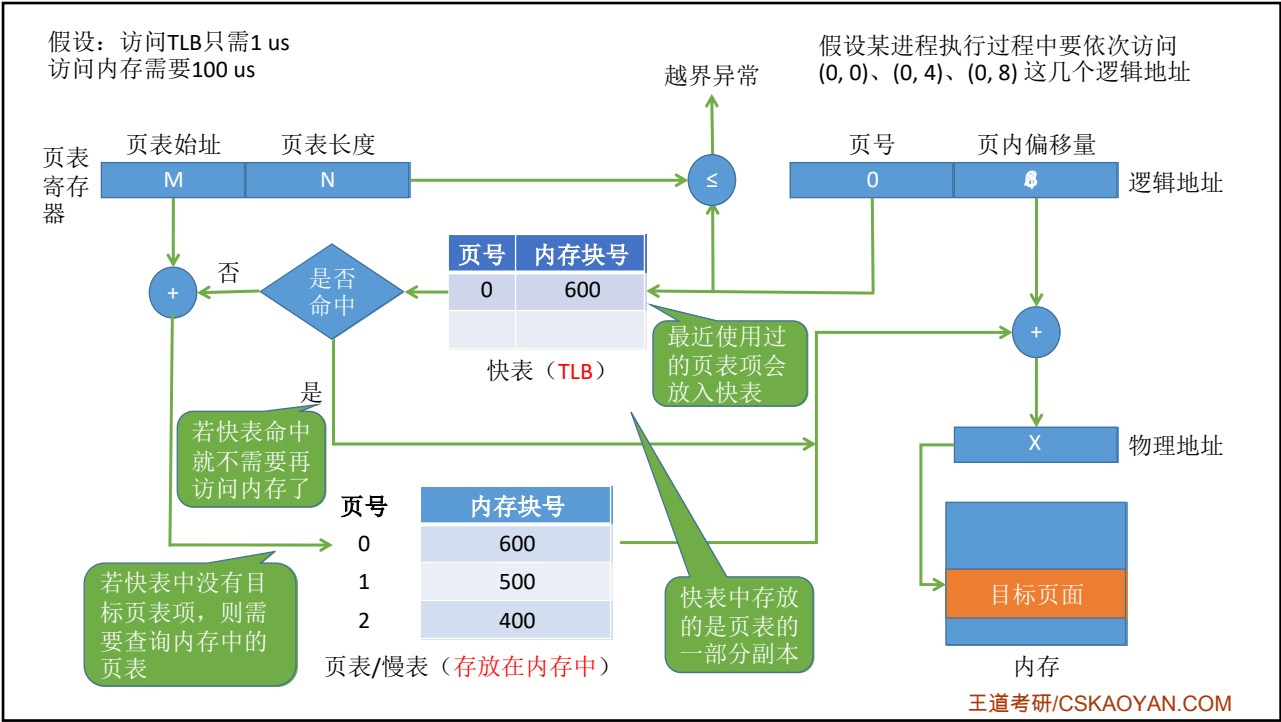 假设：访问TLB只需1 us
访问内存需要100 us
假设某进程执行过程中要依次访问
(0, 0)、(0, 4)、(0, 8) 这几个逻辑地址
越界异常
页表
寄存
器
页表始址 页表长度
M N
≤
页号 页内偏移量
0
逻辑地址
+
否
是否
命中
页号 内存块号
0 600
快表（TLB）
最近使用过
的页表项会
放入快表
+
是
若快表命中
就不需要再
访问内存了
X
物理地址
页号 内存块号
0 600
1 500
2 400
页表/慢表（存放在内存中）
若快表中没有目
标页表项，则需
要查询内存中的
页表
快表中存放
的是页表的
一部分副本
目标页面
内存
王道考研/CSKAOYAN.COM